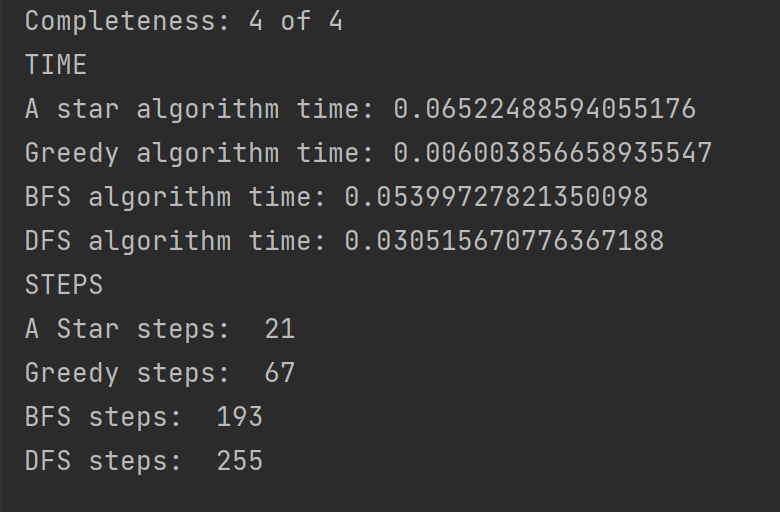 Completeness: 4 of 4
TIME
A star algorithm time: 0.06522488594055176
Greedy algorithm time: 0.006003856658935547
BFS algorithm time: 0.05399727821350098
DFS algorithm time: 0.030515670776367188
STEPS
A Star steps:  21
Greedy steps:  67
BFS steps:  193
DFS steps:  255